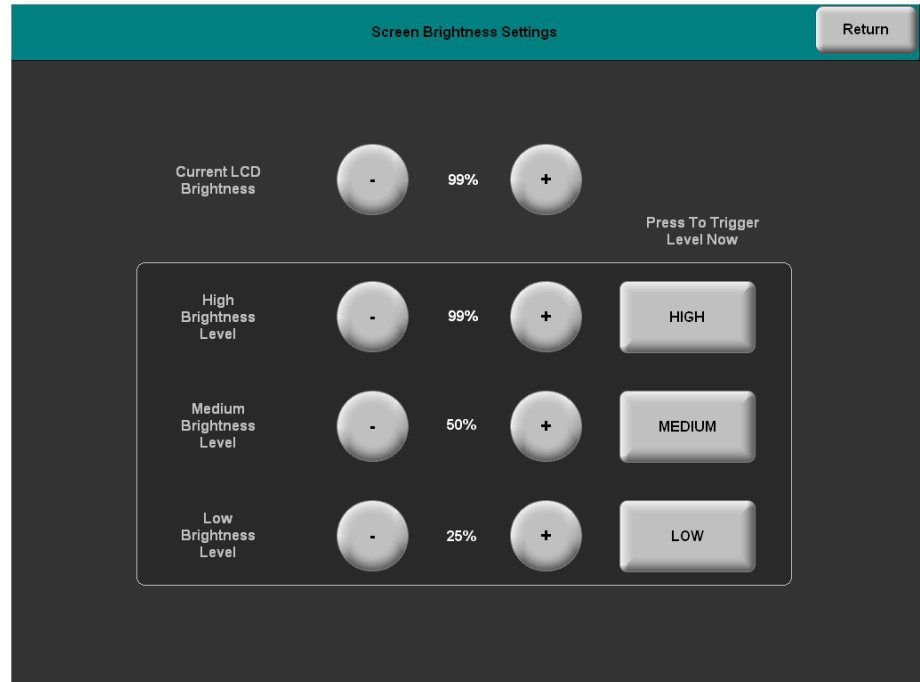 Screen Brightness Settings
Return
Current LCD
Brightness
-
99%
+
Press To Trigger
Level Now
High
Brightness
Level
-
99%
+
HIGH
Medium
Brightness
Level
-
50%
+
MEDIUM
Low
Brightness
Level
-
25%
+
LOW